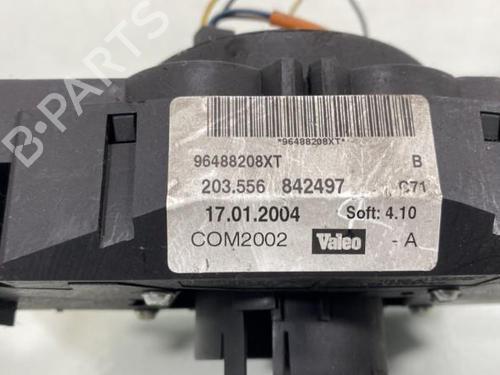 *96488208XT*
96488208XT B
203.556 842497 C71
17.01.2004 Soft: 4.10
COM2002 Valeo - A
B-PARTS